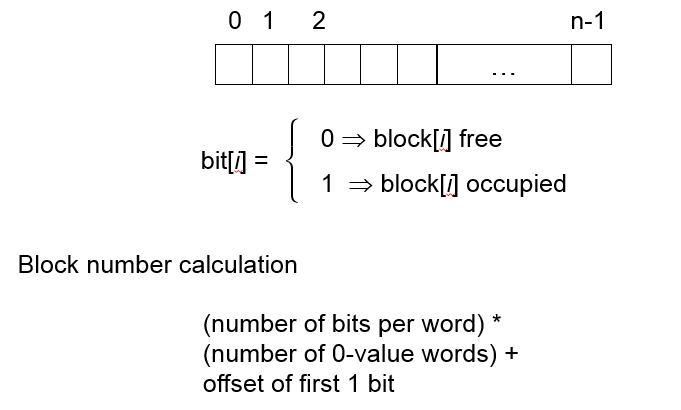 0 1 2 n-1
...
bit[i] =
0 ⇒ block[i] free
1 ⇒ block[i] occupied
Block number calculation
(number of bits per word) *
(number of 0-value words) +
offset of first 1 bit